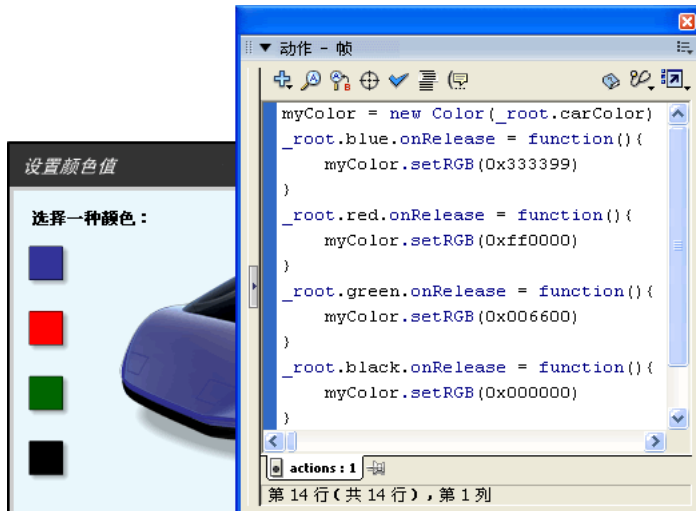 动作 - 帧
myColor = new Color(_root.carColor)
_root.blue.onRelease = function(){
myColor.setRGB(0x333399)
}
_root.red.onRelease = function(){
myColor.setRGB(0xff0000)
}
_root.green.onRelease = function(){
myColor.setRGB(0x006600)
}
_root.black.onRelease = function(){
myColor.setRGB(0x000000)
}
actions : 1
第 14 行(共 14 行)，第 1 列
设置颜色值
选择一种颜色：